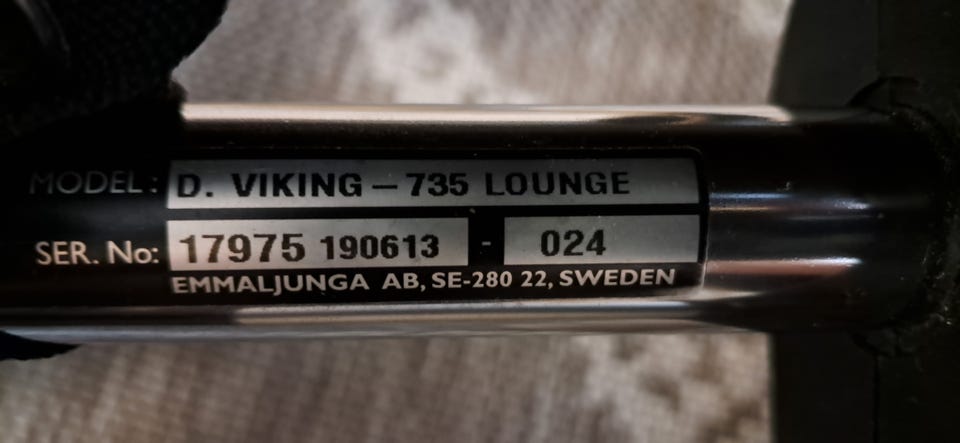 MODEL: D. VIKING – 735 LOUNGE
SER. No: 17975 190613 - 024
EMMALJUNGA AB, SE-280 22, SWEDEN